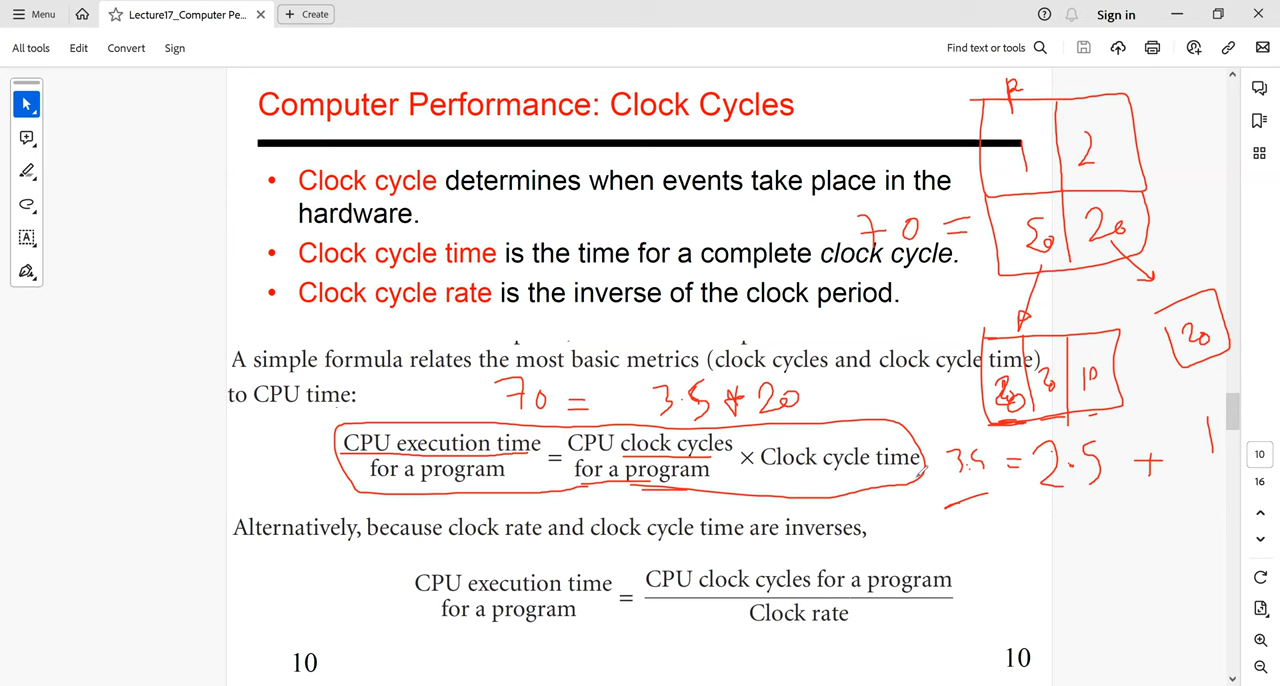 Menu Lecture17_Computer Pe... Create Sign in
All tools Edit Convert Sign Find text or tools
Computer Performance: Clock Cycles
• Clock cycle determines when events take place in the
hardware.
• Clock cycle time is the time for a complete clock cycle.
• Clock cycle rate is the inverse of the clock period.
P
1 2
70 = 50 20
20 20 10
20
A simple formula relates the most basic metrics (clock cycles and clock cycle time)
to CPU time:
70 = 3.5 * 20
CPU execution time for a program = CPU clock cycles for a program × Clock cycle time
3.5 = 2.5 + 1
Alternatively, because clock rate and clock cycle time are inverses,
CPU execution time for a program = CPU clock cycles for a program
Clock rate
10 10
10
16